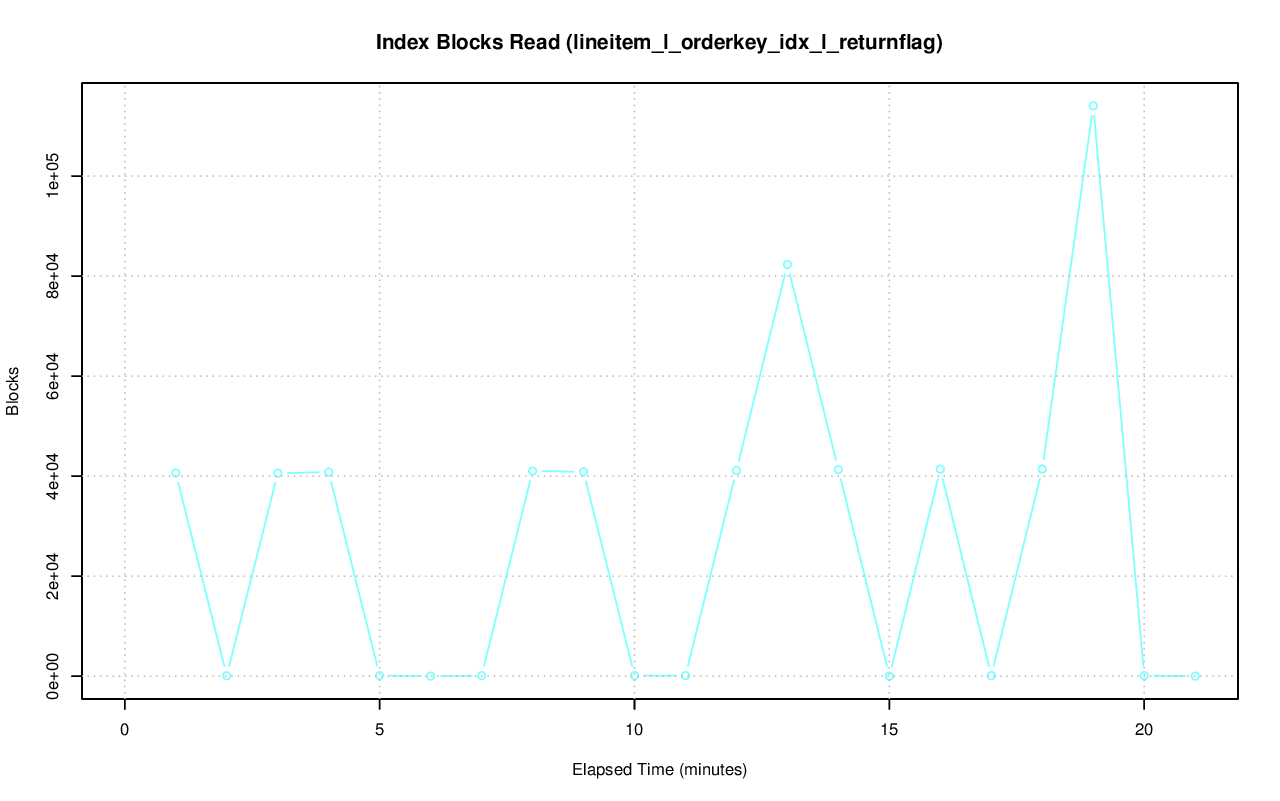 Index Blocks Read (lineitem_l_orderkey_idx_l_returnflag)
Blocks
1e+05
8e+04
6e+04
4e+04
2e+04
0e+00
0 5 10 15 20
Elapsed Time (minutes)